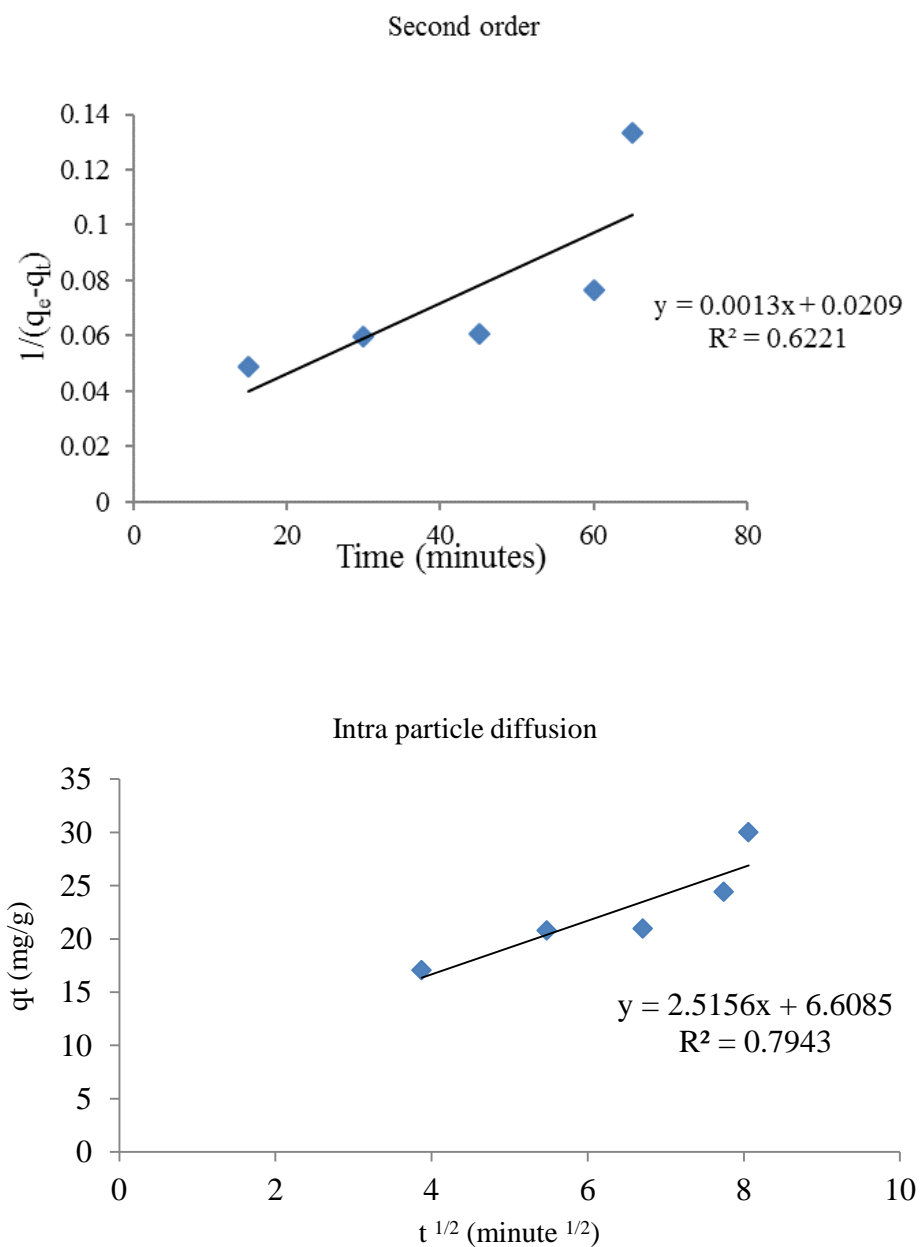 Second order
0.14
0.12
0.1
0.08
0.06
0.04
0.02
0
1/(qₑ-qₜ)
y = 0.0013x + 0.0209
R² = 0.6221
0 20 40 60 80
Time (minutes)
Intra particle diffusion
35
30
25
20
15
10
5
0
qt (mg/g)
y = 2.5156x + 6.6085
R² = 0.7943
0 2 4 6 8 10
t ¹/² (minute ¹/²)